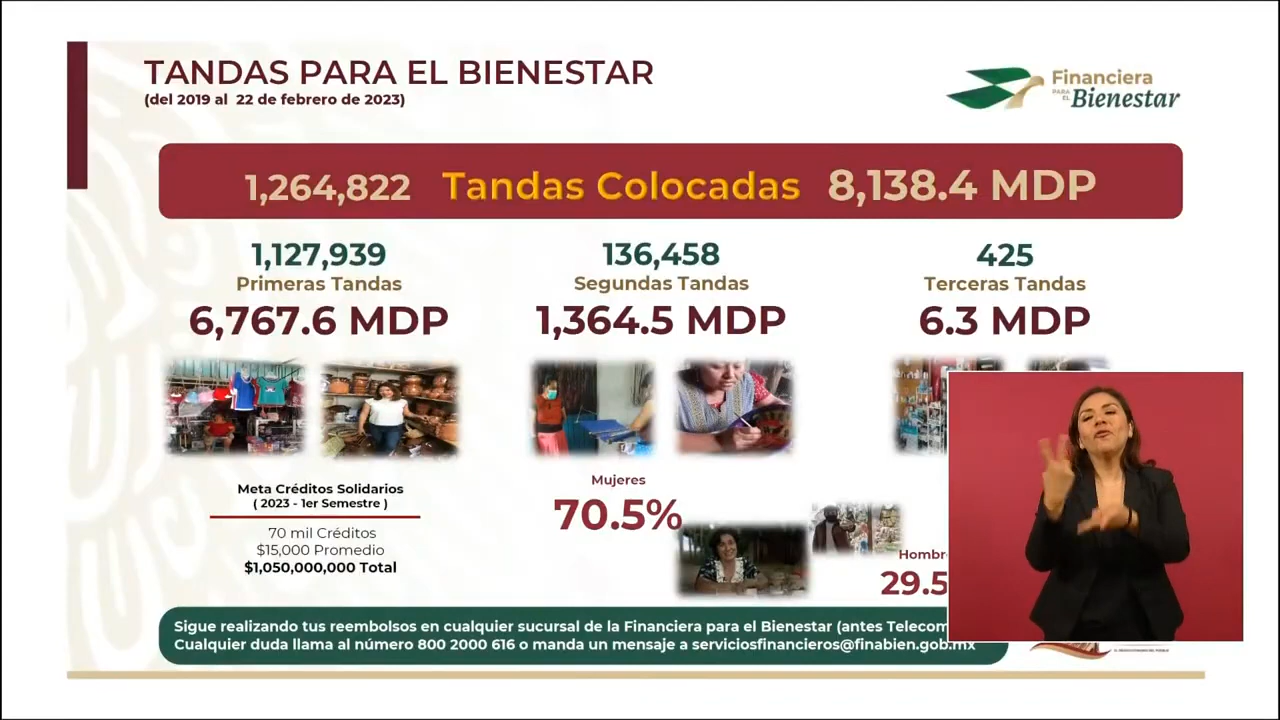 TANDAS PARA EL BIENESTAR
(del 2019 al 22 de febrero de 2023)
Financiera
PARA EL
Bienestar
1,264,822 Tandas Colocadas 8,138.4 MDP
1,127,939
Primeras Tandas
6,767.6 MDP
136,458
Segundas Tandas
1,364.5 MDP
425
Terceras Tandas
6.3 MDP
Meta Créditos Solidarios
( 2023 - 1er Semestre )
70 mil Créditos
$15,000 Promedio
$1,050,000,000 Total
Mujeres
70.5%
29.5
Sigue realizando tus reembolsos en cualquier sucursal de la Financiera para el Bienestar (antes
Cualquier duda llama al número 800 2000 616 o manda un mensaje a serviciosfinancieros@finabien.gob.mx